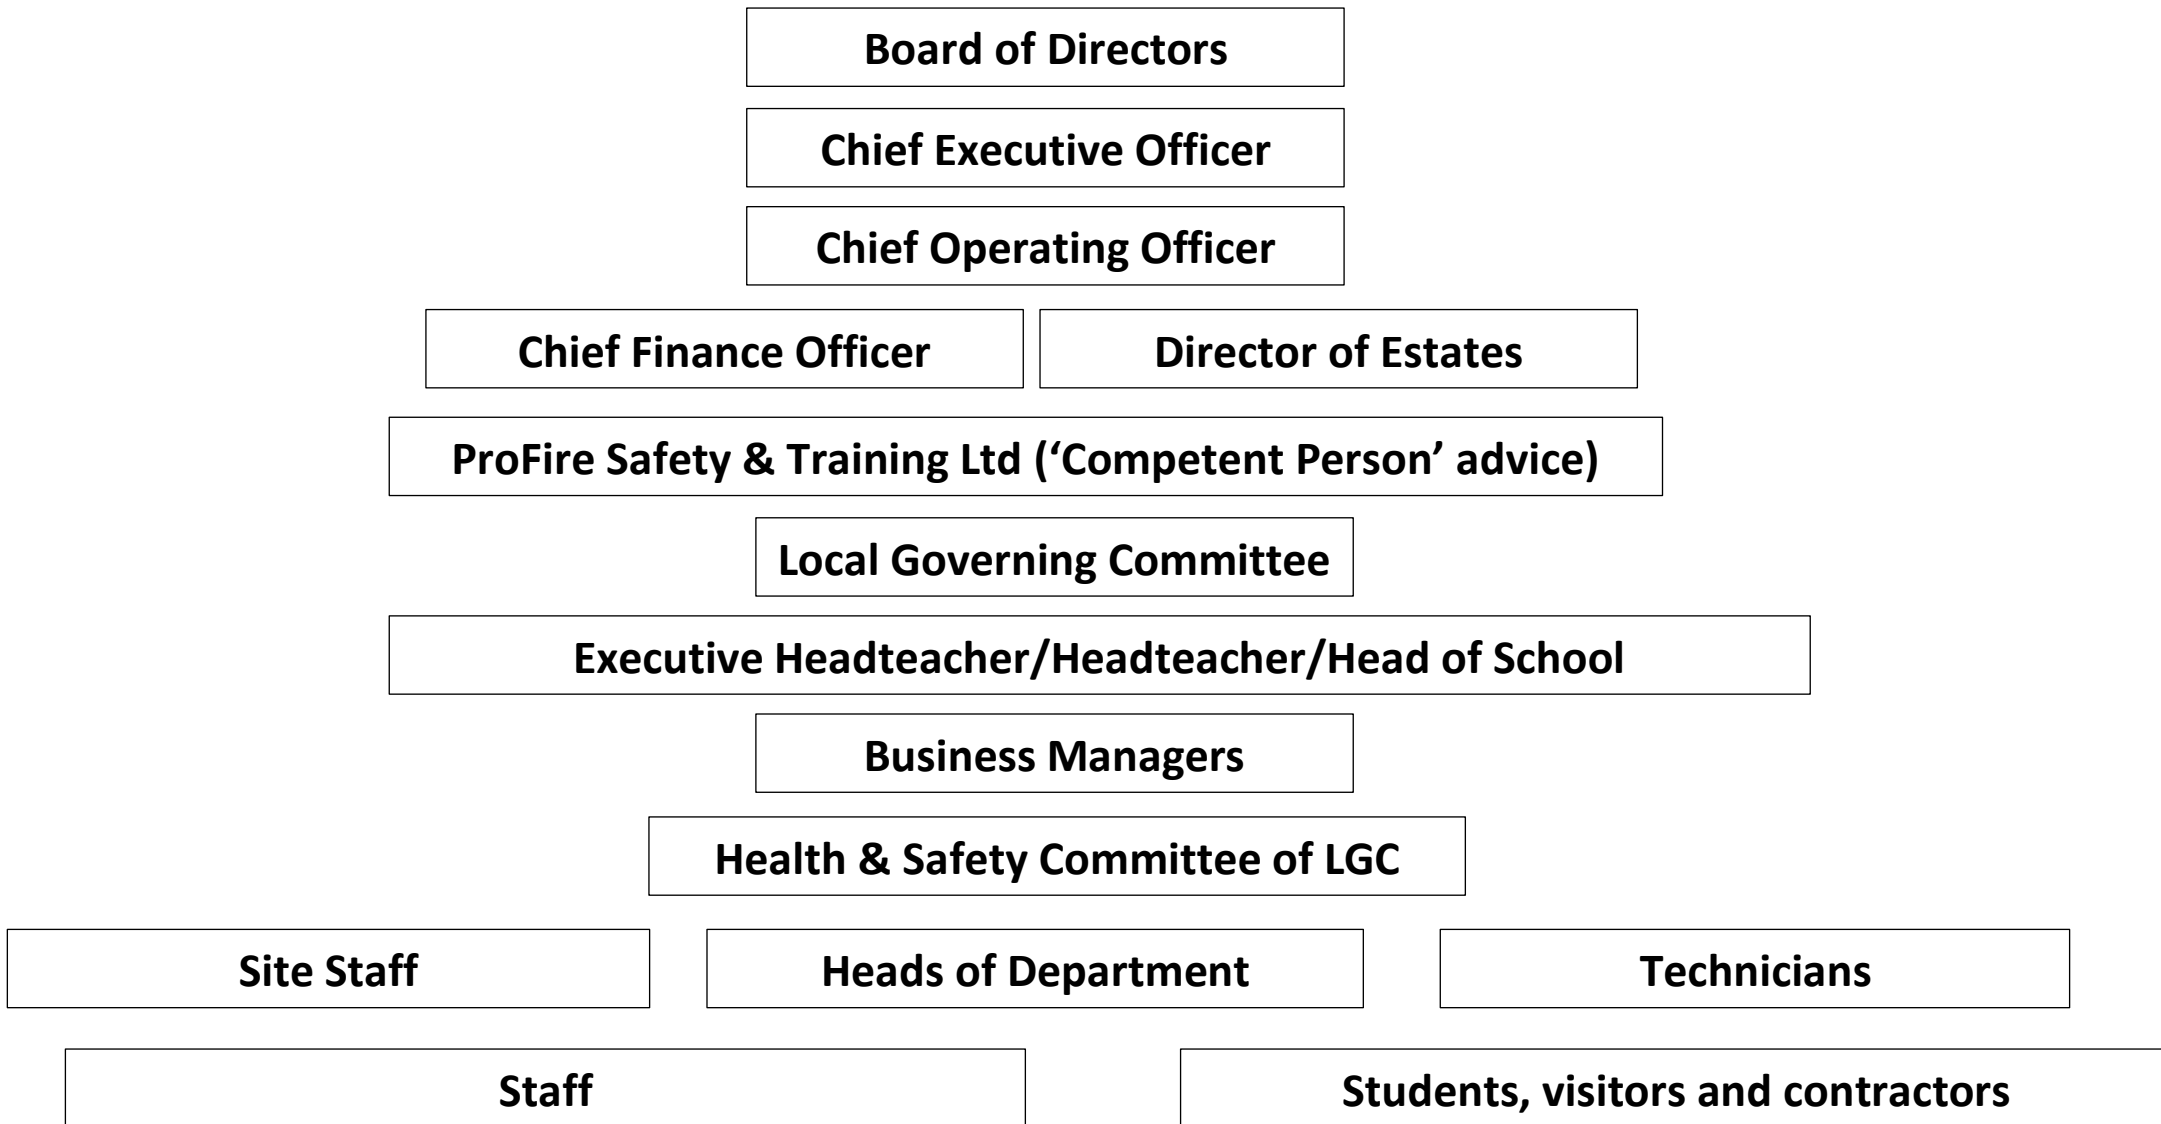 Board of Directors
Chief Executive Officer
Chief Operating Officer
Chief Finance Officer
Director of Estates
ProFire Safety & Training Ltd (‘Competent Person’ advice)
Local Governing Committee
Executive Headteacher/Headteacher/Head of School
Business Managers
Health & Safety Committee of LGC
Site Staff
Heads of Department
Technicians
Staff
Students, visitors and contractors